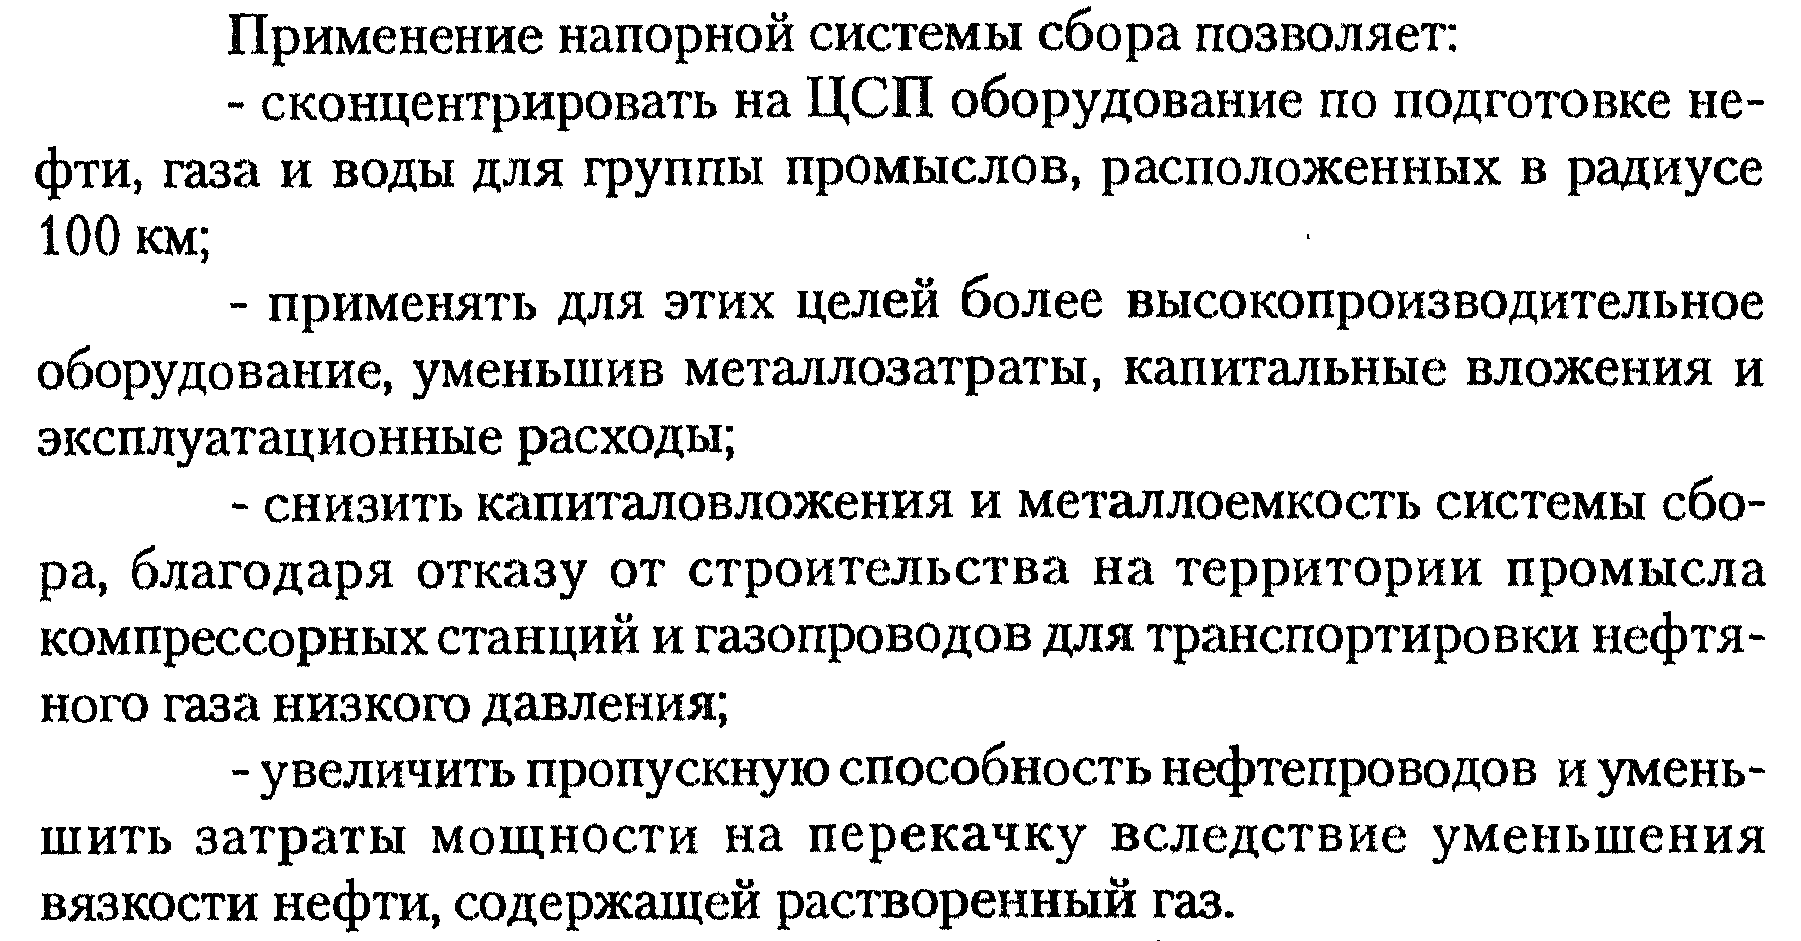 Применение напорной системы сбора позволяет:
- сконцентрировать на ЦСП оборудование по подготовке не-
фти, газа и воды для группы промыслов, расположенных в радиусе
100 км;
- применять для этих целей более высокопроизводительное
оборудование, уменьшив металлозатраты, капитальные вложения и
эксплуатационные расходы;
- снизить капиталовложения и металлоемкость системы сбо-
ра, благодаря отказу от строительства на территории промысла
компрессорных станций и газопроводов для транспортировки нефтя-
ного газа низкого давления;
- увеличить пропускную способность нефтепроводов и умень-
шить затраты мощности на перекачку вследствие уменьшения
вязкости нефти, содержащей растворенный газ.